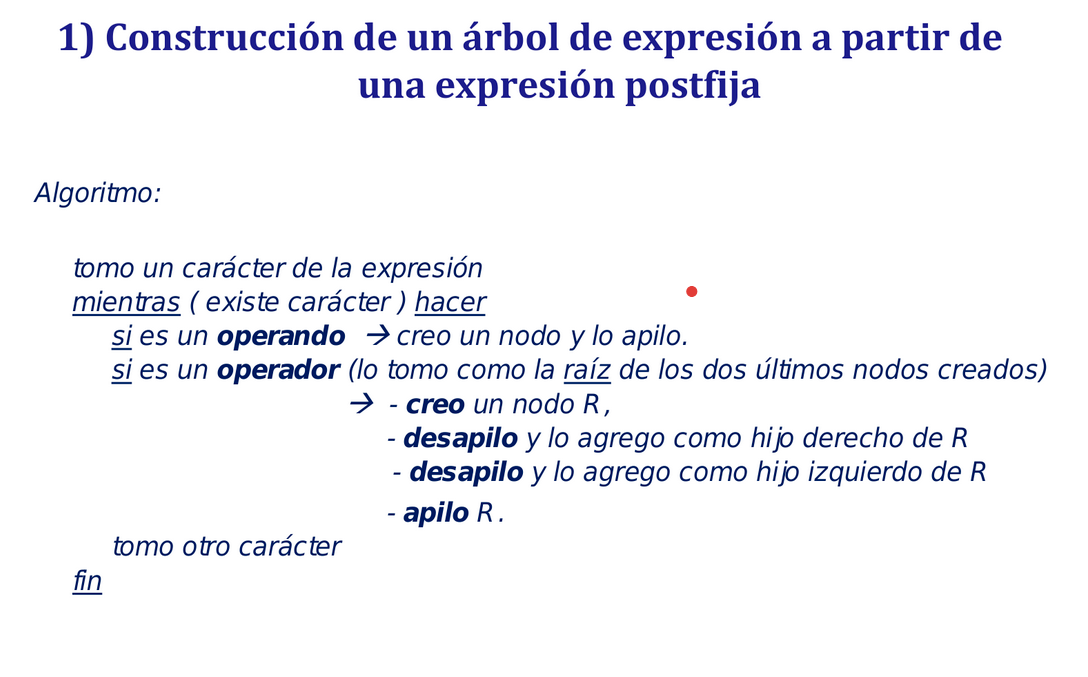 1) Construcción de un árbol de expresión a partir de
una expresión postfija
Algoritmo:
tomo un carácter de la expresión
mientras ( existe carácter ) hacer
si es un operando → creo un nodo y lo apilo.
si es un operador (lo tomo como la raíz de los dos últimos nodos creados)
→ - creo un nodo R,
- desapilo y lo agrego como hijo derecho de R
- desapilo y lo agrego como hijo izquierdo de R
- apilo R.
tomo otro carácter
fin